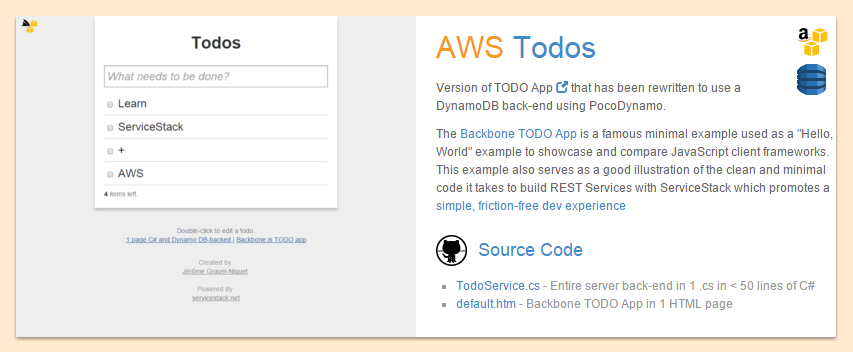 Todos
What needs to be done?
Learn
ServiceStack
+
AWS
4 items left.
Double-click to edit a todo.
1 page C# and Dynamo DB-backed | Backbone.js TODO app
Created by
Jérôme Gravel-Niquet
Powered By
servicestack.net
AWS Todos
Version of TODO App that has been rewritten to use a
DynamoDB back-end using PocoDynamo.
The Backbone TODO App is a famous minimal example used as a "Hello,
World" example to showcase and compare JavaScript client frameworks.
This example also serves as a good illustration of the clean and minimal
code it takes to build REST Services with ServiceStack which promotes a
simple, friction-free dev experience
Source Code
TodoService.cs - Entire server back-end in 1 .cs in < 50 lines of C#
default.htm - Backbone TODO App in 1 HTML page
a